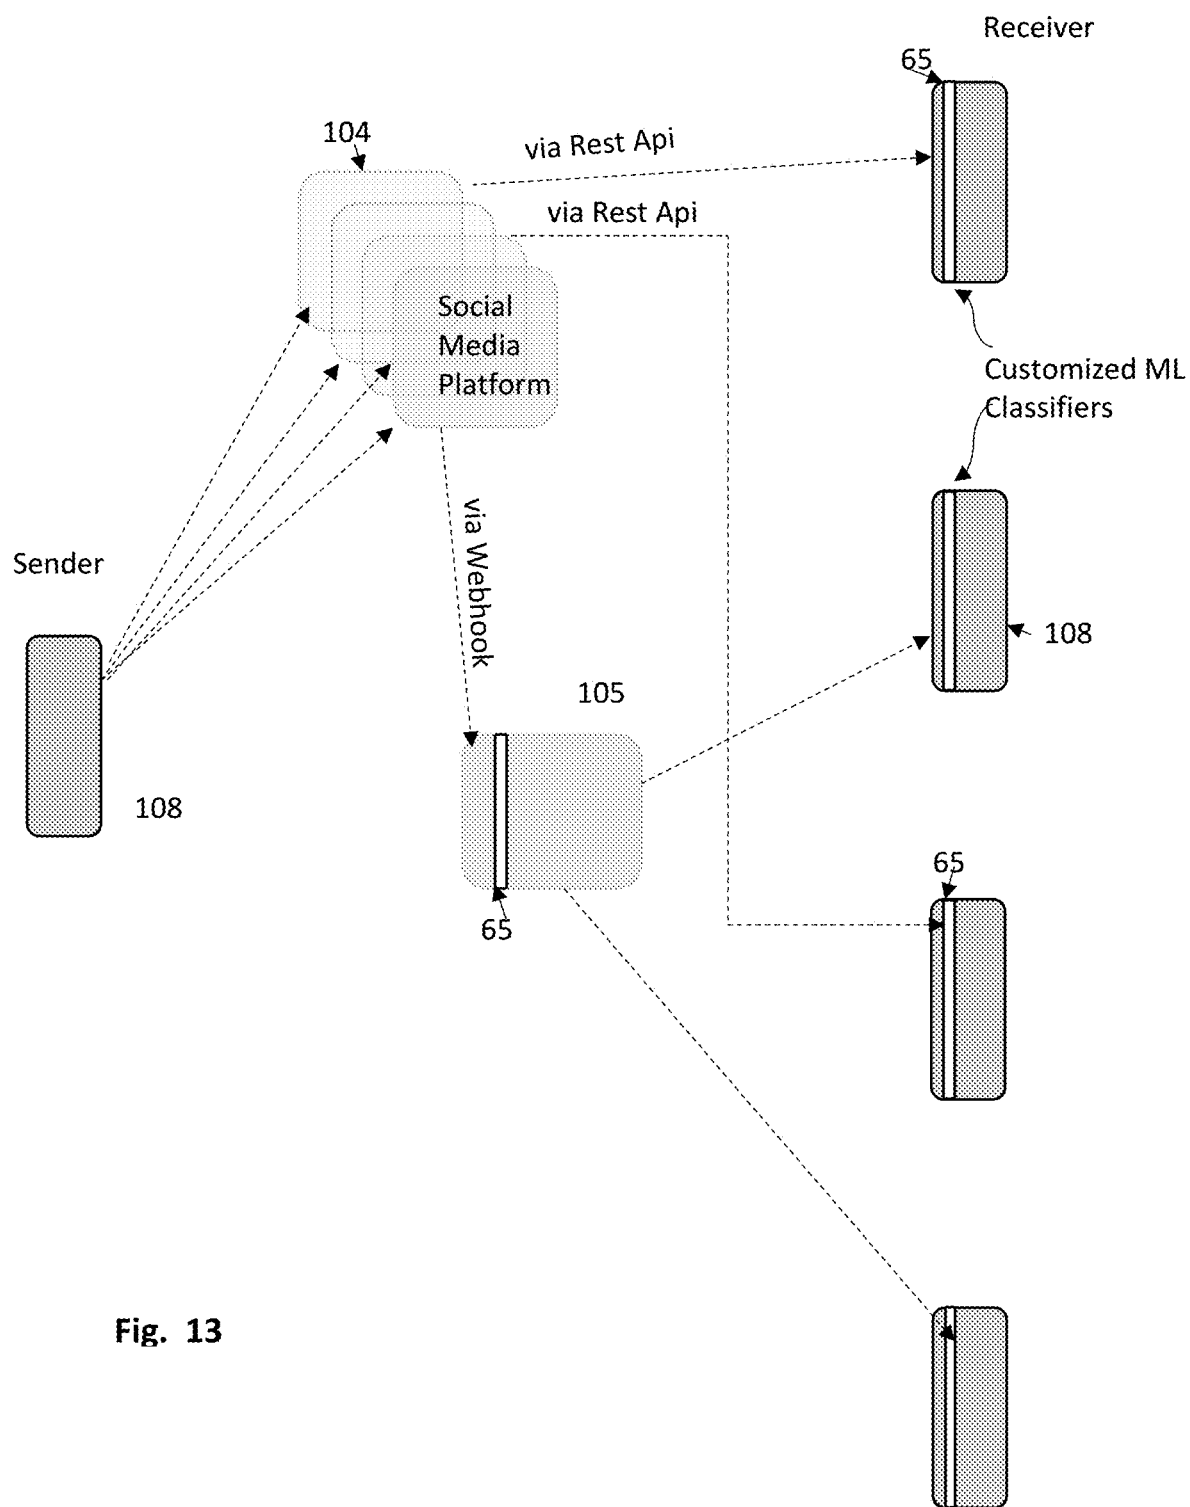 Receiver
65
104
via Rest Api
via Rest Api
Social
Media
Platform
Customized ML
Classifiers
via Webhook
Sender
108
105
108
65
65
Fig. 13